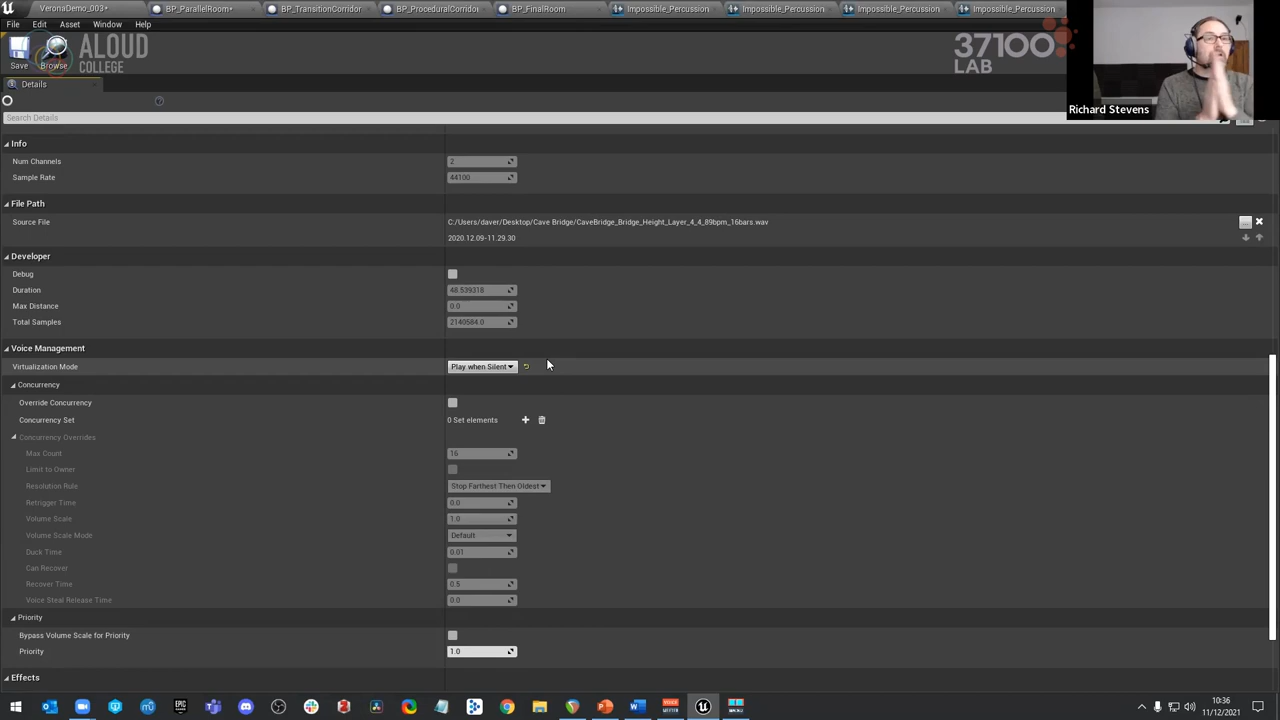 VeronaDemo_003*
BP_ParallelRoom*
BP_TransitionCorridor
BP_ProceduralCorridor
BP_FinalRoom
Impossible_Percussion
Impossible_Percussion
Impossible_Percussion
Impossible_Percussion
File Edit Asset Window Help
Save
Browse
ALOUD
COLLEGE
37100
LAB
Richard Stevens
Details
Search Details
Info
Num Channels 2
Sample Rate 44100
File Path
Source File C:/Users/daver/Desktop/Cave Bridge/CaveBridge_Bridge_Height_Layer_4_4_89bpm_16bars.wav
2020.12.09-11.29.30
Developer
Debug
Duration 48.539318
Max Distance 0.0
Total Samples 2140584.0
Voice Management
Virtualization Mode Play when Silent
Concurrency
Override Concurrency
Concurrency Set 0 Set elements
Concurrency Overrides
Max Count 16
Limit to Owner
Resolution Rule Stop Farthest Then Oldest
Retrigger Time 0.0
Volume Scale 1.0
Volume Scale Mode Default
Duck Time 0.01
Can Recover
Recover Time 0.5
Voice Steal Release Time 0.0
Priority
Bypass Volume Scale for Priority
Priority 1.0
Effects
10:36
11/12/2021